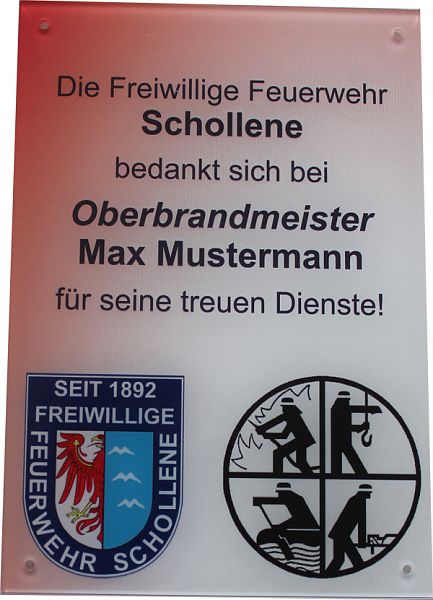 Die Freiwillige Feuerwehr
Schollene
bedankt sich bei
Oberbrandmeister
Max Mustermann
für seine treuen Dienste!
SEIT 1892
FREIWILLIGE
FEUERWEHR SCHOLLENE